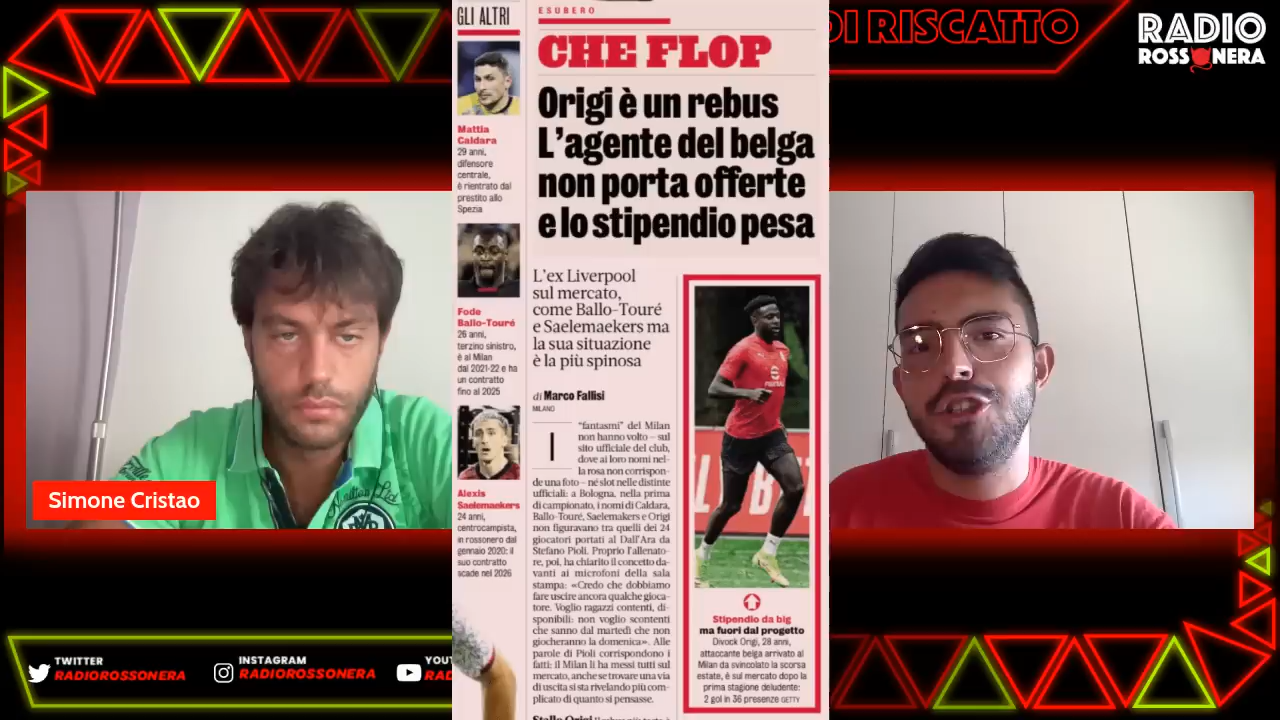 GLI ALTRI
Mattia
Caldara
29 anni,
difensore
centrale,
è rientrato dal
prestito allo
Spezia
Fode
Ballo-Touré
26 anni,
terzino sinistro,
è al Milan
dal 2021-22 e ha
un contratto
fino al 2025
Alexis
Saelemaekers
24 anni,
centrocampista,
in rossonero dal
gennaio 2020: il
suo contratto
scade nel 2026
ESUBERO
CHE FLOP
Origi è un rebus
L'agente del belga
non porta offerte
e lo stipendio pesa
L'ex Liverpool
sul mercato,
come Ballo-Touré
e Saelemaekers ma
la sua situazione
è la più spinosa
di Marco Fallisi
MILANO
I "fantasmi" del Milan
non hanno volto – sul
sito ufficiale del club,
dove ai loro nomi nel-
la rosa non corrispon-
de una foto – né slot nelle distinte
ufficiali: a Bologna, nella prima
di campionato, i nomi di Caldara,
Ballo-Touré, Saelemakers e Origi
non figuravano tra quelli dei 24
giocatori portati al Dall'Ara da
Stefano Pioli. Proprio l'allenato-
re, poi, ha chiarito il concetto da-
vanti ai microfoni della sala
stampa: «Credo che dobbiamo
fare uscire ancora qualche gioca-
tore. Voglio ragazzi contenti, di-
sponibili: non voglio scontenti
che sanno dal martedì che non
giocheranno la domenica». Alle
parole di Pioli corrispondono i
fatti: il Milan li ha messi tutti sul
mercato, anche se trovare una via
di uscita si sta rivelando più com-
plicato di quanto si pensasse.
Stallo Origi
Stipendio da big
ma fuori dal progetto
Divock Origi, 28 anni,
attaccante belga arrivato al
Milan da svincolato la scorsa
estate, è sul mercato dopo la
prima stagione deludente:
2 gol in 36 presenze GETTY
DI RISCATTO
RADIO
ROSSONERA
Simone Cristao
TWITTER
RADIOROSSONERA
INSTAGRAM
RADIOROSSONERA
YOUT
RAD